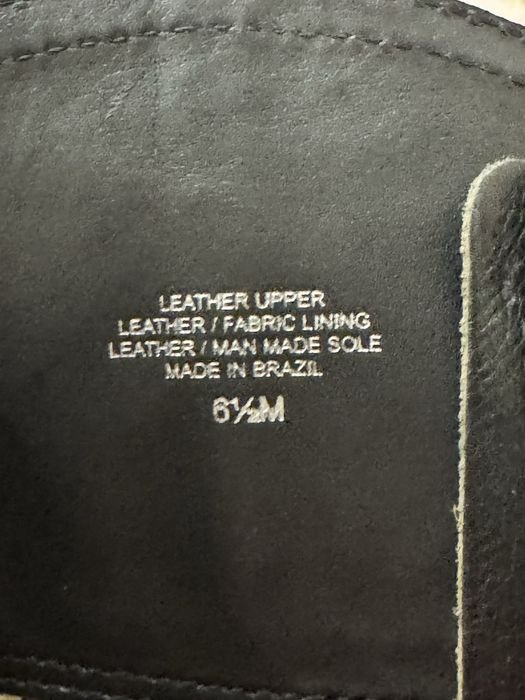 LEATHER UPPER
LEATHER / FABRIC LINING
LEATHER / MAN MADE SOLE
MADE IN BRAZIL
6½M